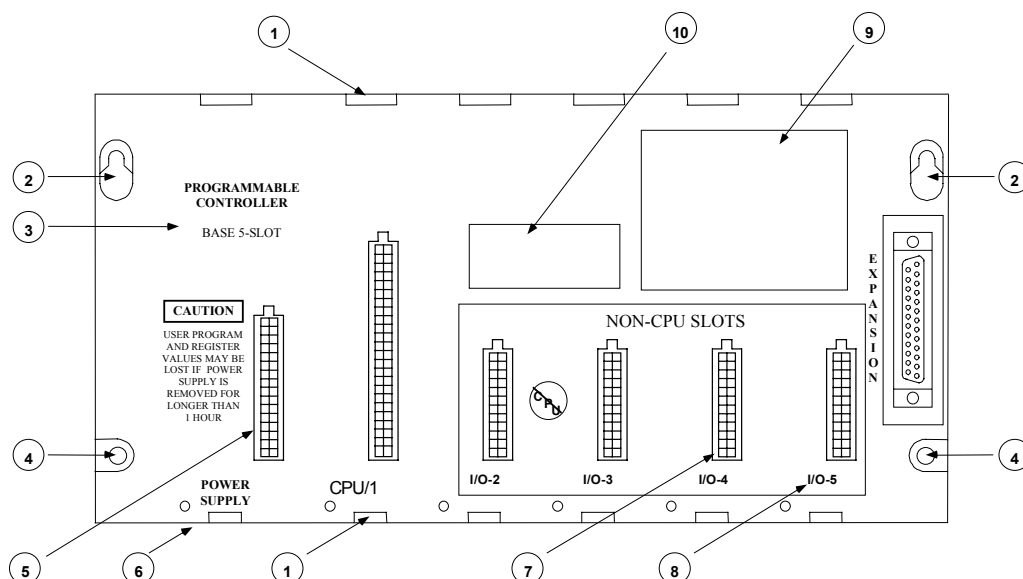 1
10
9
2
2
PROGRAMMABLE
CONTROLLER
3
BASE 5-SLOT
EXPANSION
CAUTION
USER PROGRAM
AND REGISTER
VALUES MAY BE
LOST IF POWER
SUPPLY IS
REMOVED FOR
LONGER THAN
1 HOUR
NON-CPU SLOTS
CPU
4
4
I/O-2
I/O-3
I/O-4
I/O-5
POWER
SUPPLY
CPU/1
5
6
1
7
8